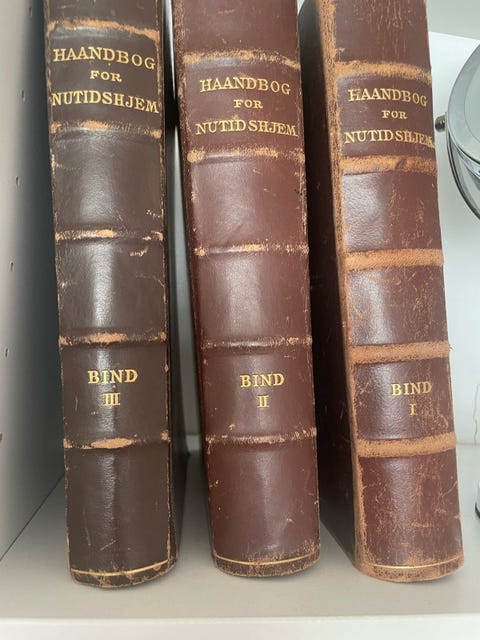 HAANDBOG
FOR
NUTIDSHJEM
BIND
III
HAANDBOG
FOR
NUTIDSHJEM.
BIND
II
HAANDBOG
FOR
NUTIDSHJEM.
BIND
I